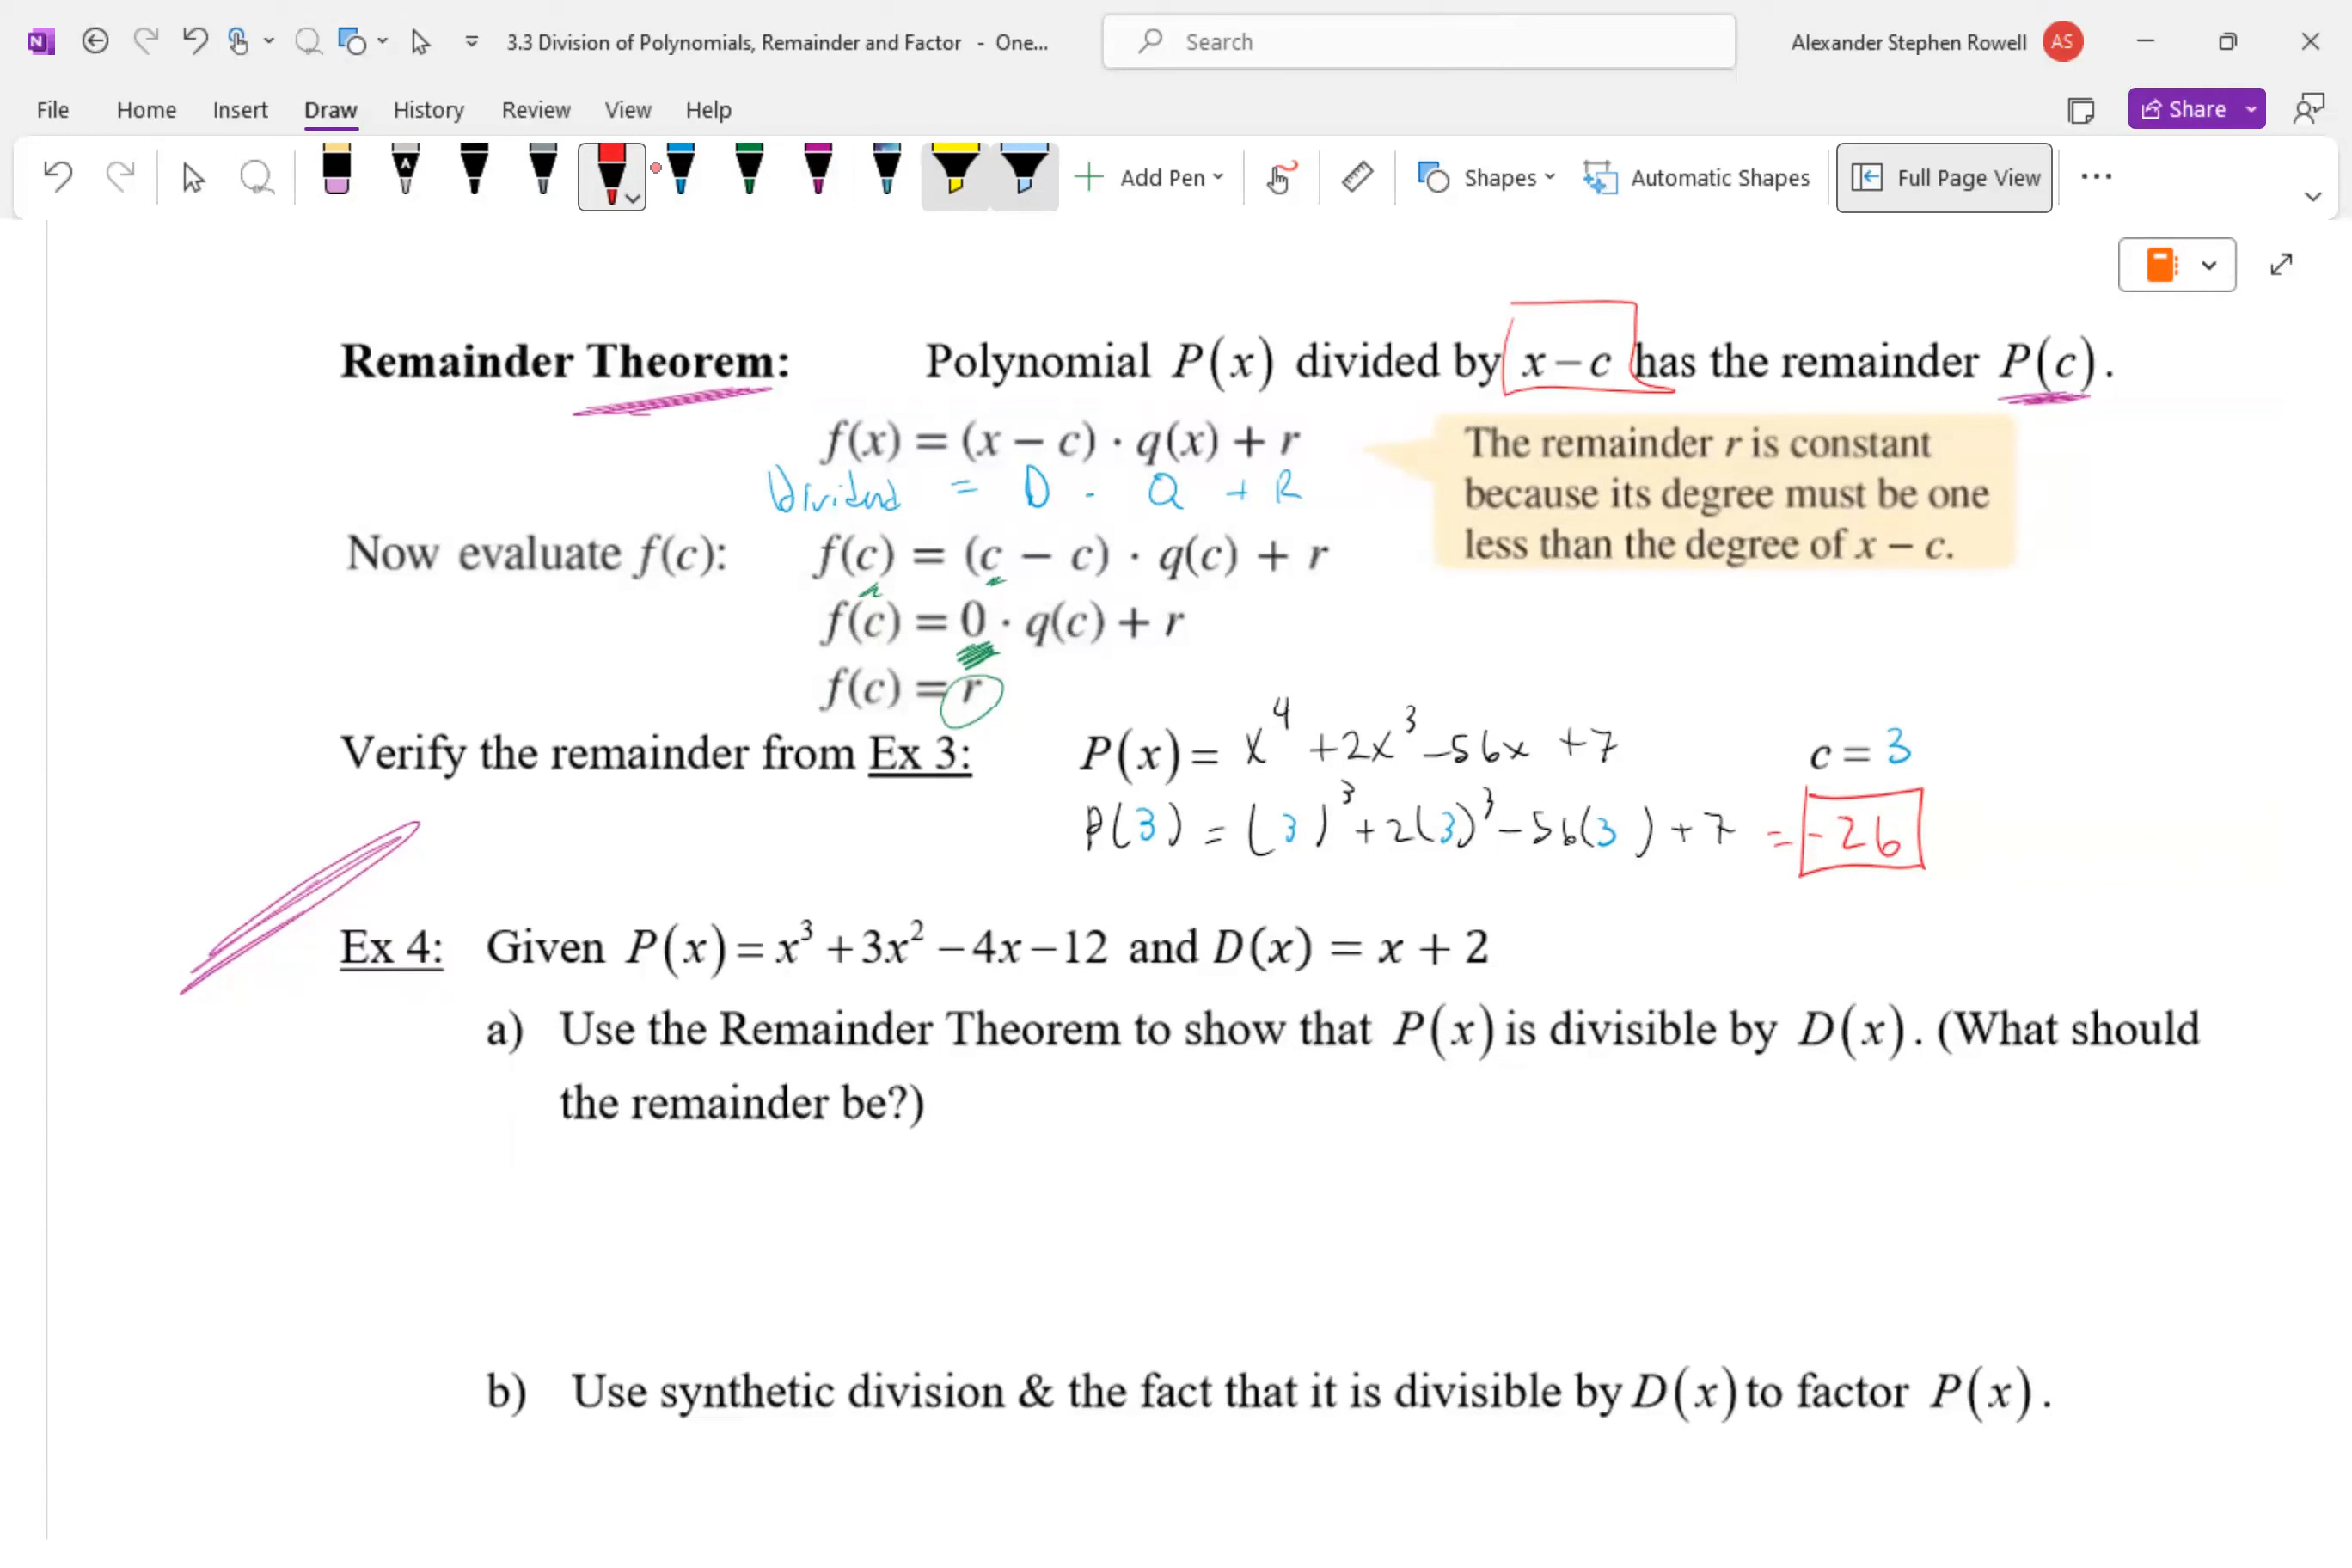 3.3 Division of Polynomials, Remainder and Factor - One...
Search
Alexander Stephen Rowell AS
File Home Insert Draw History Review View Help
Share
A
Add Pen
Shapes
Automatic Shapes
Full Page View
Remainder Theorem: Polynomial P(x) divided by x − c has the remainder P(c).
f(x) = (x − c) · q(x) + r
Dividend = D · Q + R
The remainder r is constant
because its degree must be one
less than the degree of x − c.
Now evaluate f(c): f(c) = (c − c) · q(c) + r
f(c) = 0 · q(c) + r
f(c) = r
Verify the remainder from Ex 3: P(x) = x⁴ + 2x³ − 56x + 7 c = 3
P(3) = (3)³ + 2(3)³ − 56(3) + 7 = -26
Ex 4: Given P(x) = x³ + 3x² − 4x − 12 and D(x) = x + 2
a) Use the Remainder Theorem to show that P(x) is divisible by D(x). (What should
the remainder be?)
b) Use synthetic division & the fact that it is divisible by D(x) to factor P(x).